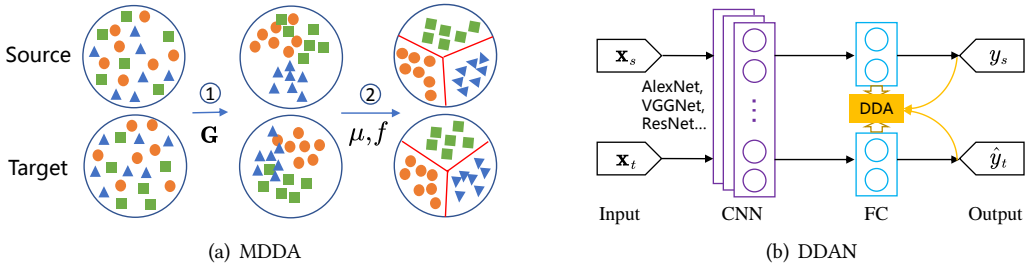 Source
Target
①
G
②
μ, f
(a) MDDA
x_s
x_t
AlexNet,
VGGNet,
ResNet...
DDA
y_s
ŷ_t
Input
CNN
FC
Output
(b) DDAN